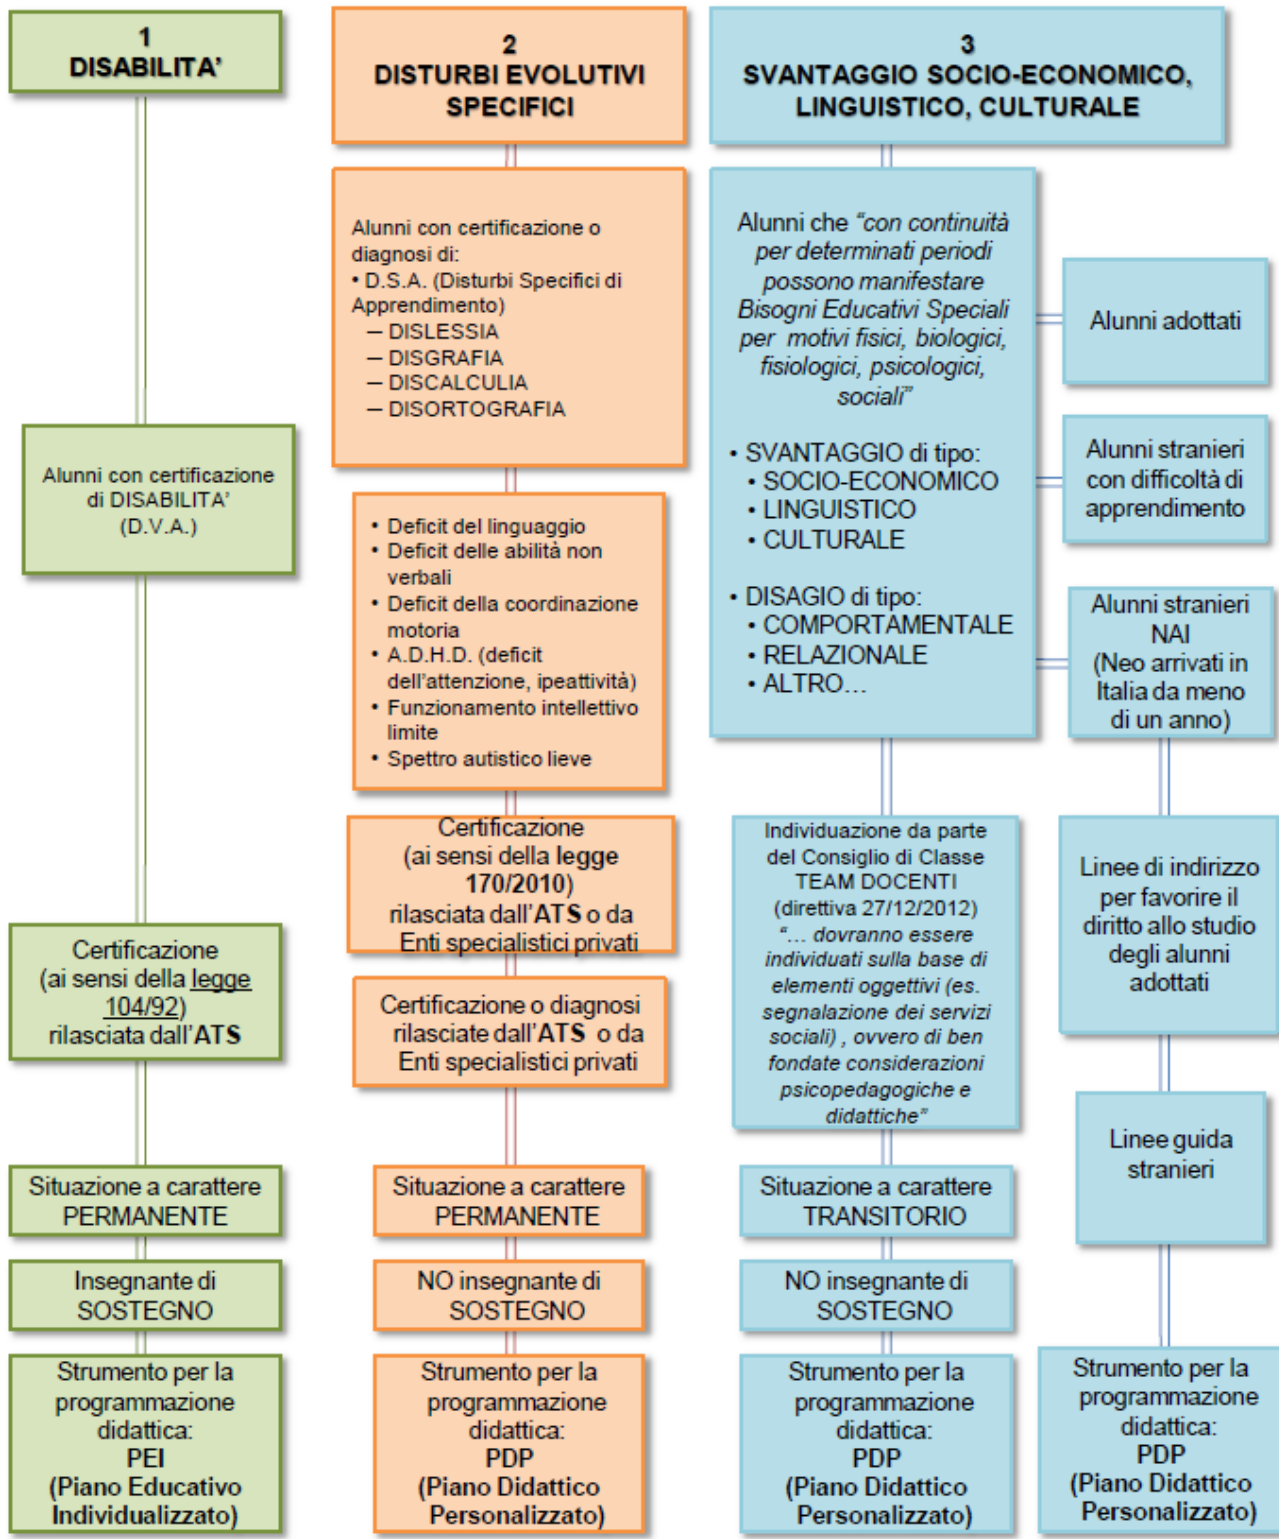 1
DISABILITA'
Alunni con certificazione
di DISABILITA'
(D.V.A.)
Certificazione
(ai sensi della legge
104/92)
rilasciata dall'ATS
Situazione a carattere
PERMANENTE
Insegnante di
SOSTEGNO
Strumento per la
programmazione
didattica:
PEI
(Piano Educativo
Individualizzato)
2
DISTURBI EVOLUTIVI
SPECIFICI
Alunni con certificazione o
diagnosi di:
• D.S.A. (Disturbi Specifici di
Apprendimento)
— DISLESSIA
— DISGRAFIA
— DISCALCULIA
— DISORTOGRAFIA
• Deficit del linguaggio
• Deficit delle abilità non
verbali
• Deficit della coordinazione
motoria
• A.D.H.D. (deficit
dell'attenzione, ipeattività)
• Funzionamento intellettivo
limite
• Spettro autistico lieve
Certificazione
(ai sensi della legge
170/2010)
rilasciata dall'ATS o da
Enti specialistici privati
Certificazione o diagnosi
rilasciate dall'ATS o da
Enti specialistici privati
Situazione a carattere
PERMANENTE
NO insegnante di
SOSTEGNO
Strumento per la
programmazione
didattica:
PDP
(Piano Didattico
Personalizzato)
3
SVANTAGGIO SOCIO-ECONOMICO,
LINGUISTICO, CULTURALE
Alunni che "con continuità
per determinati periodi
possono manifestare
Bisogni Educativi Speciali
per motivi fisici, biologici,
fisiologici, psicologici,
sociali"
• SVANTAGGIO di tipo:
• SOCIO-ECONOMICO
• LINGUISTICO
• CULTURALE
• DISAGIO di tipo:
• COMPORTAMENTALE
• RELAZIONALE
• ALTRO...
Individuazione da parte
del Consiglio di Classe
TEAM DOCENTI
(direttiva 27/12/2012)
"... dovranno essere
individuati sulla base di
elementi oggettivi (es.
segnalazione dei servizi
sociali) , ovvero di ben
fondate considerazioni
psicopedagogiche e
didattiche"
Situazione a carattere
TRANSITORIO
NO insegnante di
SOSTEGNO
Strumento per la
programmazione
didattica:
PDP
(Piano Didattico
Personalizzato)
Alunni adottati
Alunni stranieri
con difficoltà di
apprendimento
Alunni stranieri
NAI
(Neo arrivati in
Italia da meno
di un anno)
Linee di indirizzo
per favorire il
diritto allo studio
degli alunni
adottati
Linee guida
stranieri
Strumento per la
programmazione
didattica:
PDP
(Piano Didattico
Personalizzato)